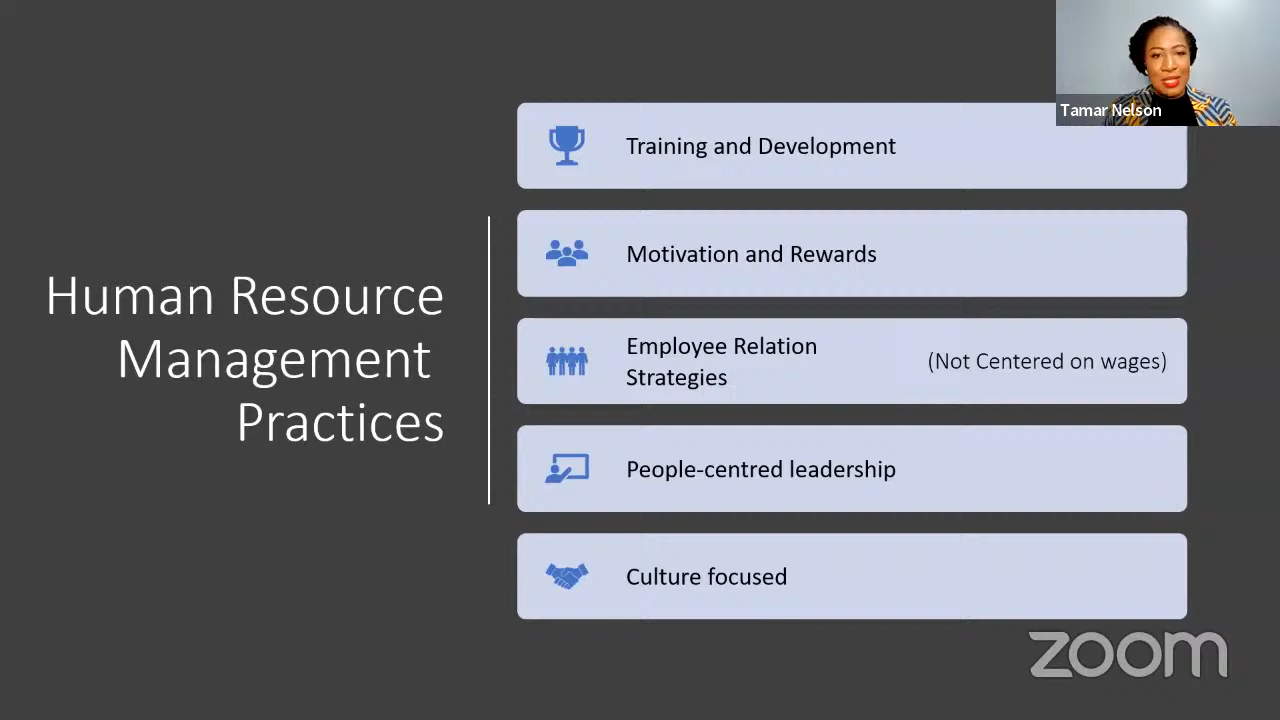 Tamar Nelson
Human Resource
Management
Practices
Training and Development
Motivation and Rewards
Employee Relation
Strategies
(Not Centered on wages)
People-centred leadership
Culture focused
zoom